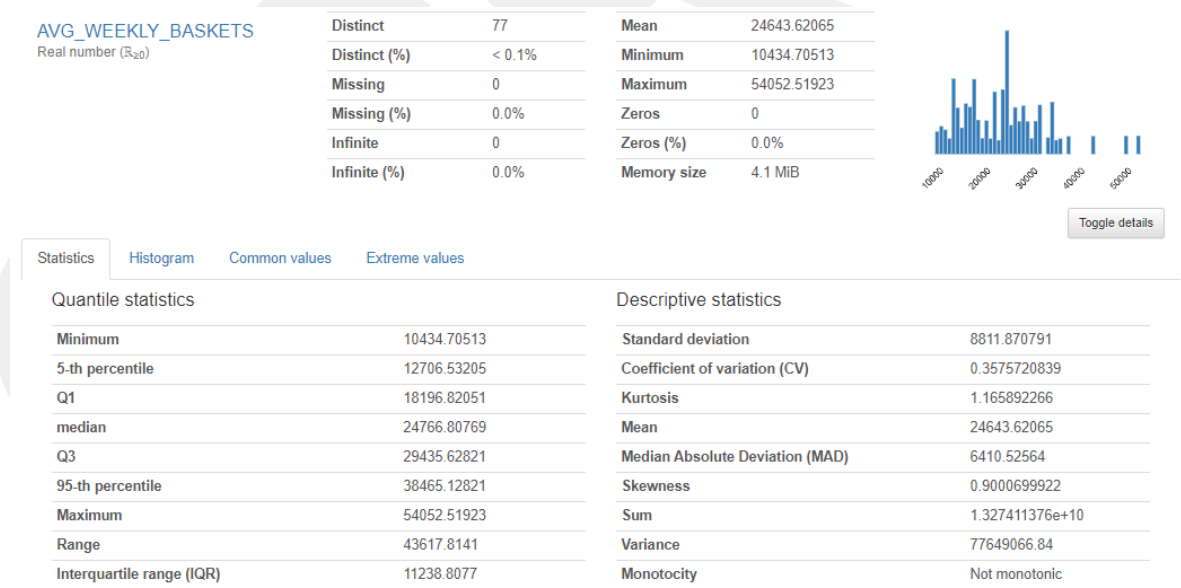 AVG_WEEKLY_BASKETS
Real number (ℝ≥0)
Distinct 77
Distinct (%) < 0.1%
Missing 0
Missing (%) 0.0%
Infinite 0
Infinite (%) 0.0%
Mean 24643.62065
Minimum 10434.70513
Maximum 54052.51923
Zeros 0
Zeros (%) 0.0%
Memory size 4.1 MiB
10000 20000 30000 40000 50000
Toggle details
Statistics Histogram Common values Extreme values
Quantile statistics
Minimum 10434.70513
5-th percentile 12706.53205
Q1 18196.82051
median 24766.80769
Q3 29435.62821
95-th percentile 38465.12821
Maximum 54052.51923
Range 43617.8141
Interquartile range (IQR) 11238.8077
Descriptive statistics
Standard deviation 8811.870791
Coefficient of variation (CV) 0.3575720839
Kurtosis 1.165892266
Mean 24643.62065
Median Absolute Deviation (MAD) 6410.52564
Skewness 0.9000699922
Sum 1.327411376e+10
Variance 77649066.84
Monotocity Not monotonic